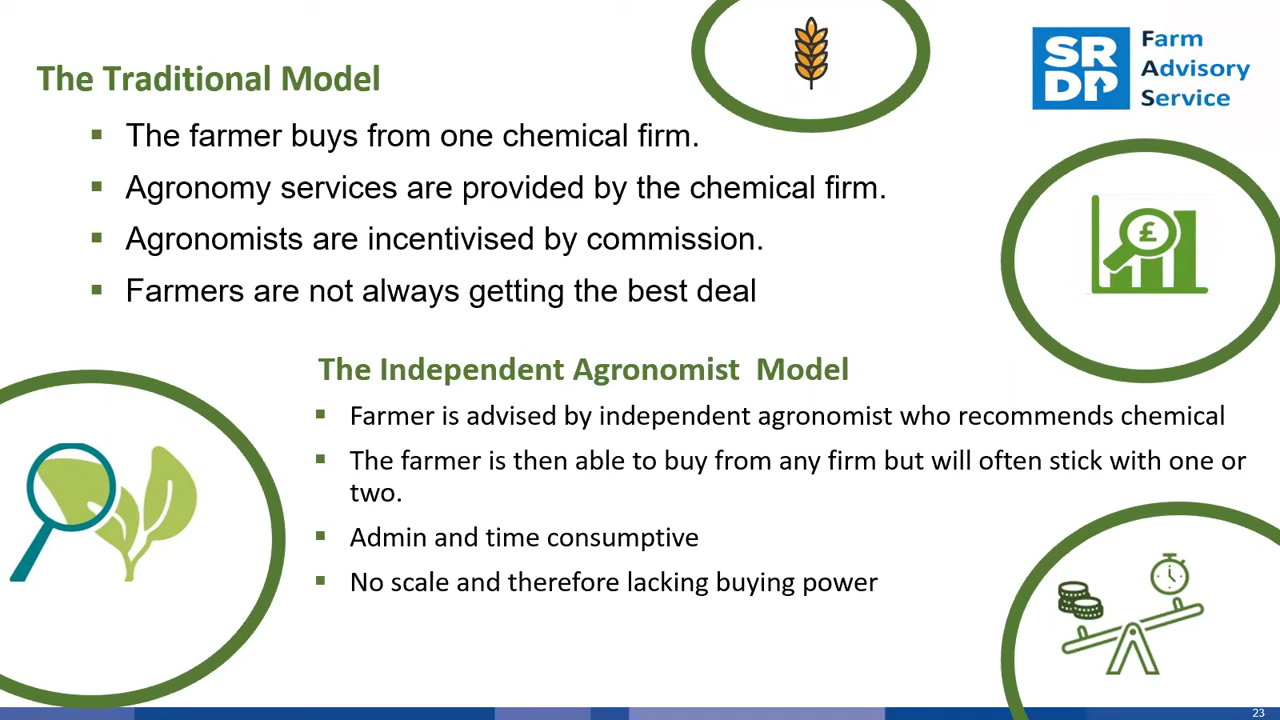 The Traditional Model
▪ The farmer buys from one chemical firm.
▪ Agronomy services are provided by the chemical firm.
▪ Agronomists are incentivised by commission.
▪ Farmers are not always getting the best deal
SRDP
Farm
Advisory
Service
£
The Independent Agronomist Model
▪ Farmer is advised by independent agronomist who recommends chemical
▪ The farmer is then able to buy from any firm but will often stick with one or
two.
▪ Admin and time consumptive
▪ No scale and therefore lacking buying power
23